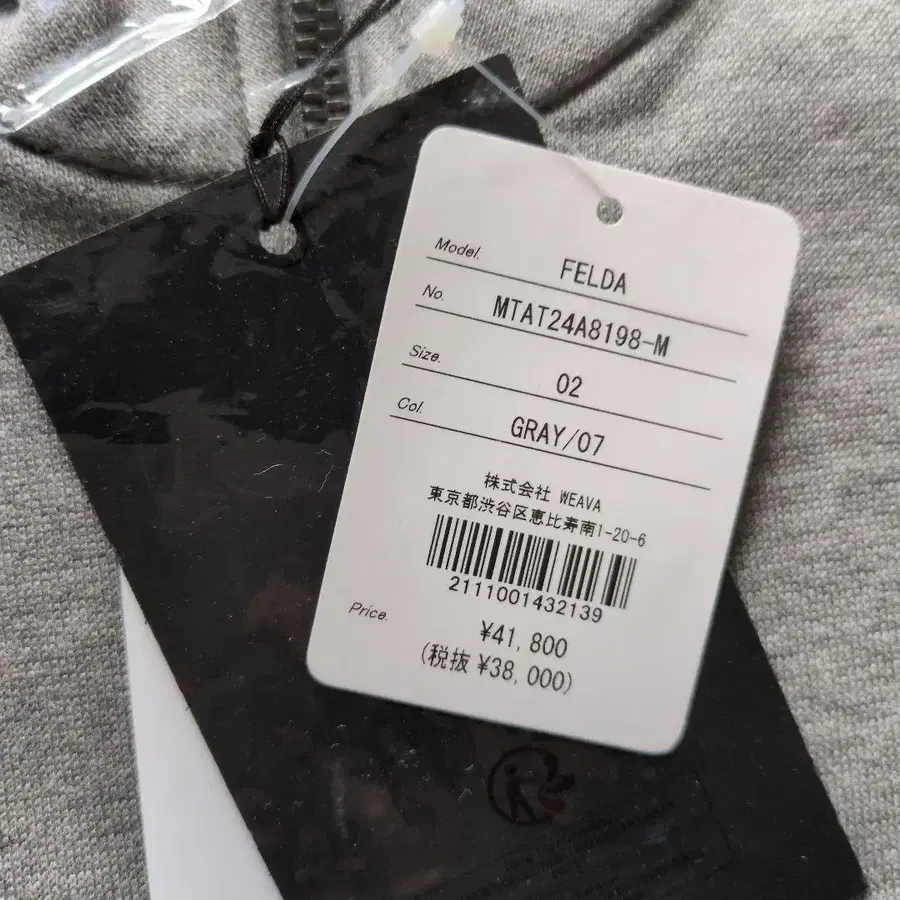 Model. FELDA
No. MTAT24A8198-M
Size. 02
Col. GRAY/07
株式会社 WEAVA
東京都渋谷区恵比寿南1-20-6
2111001432139
Price. ¥41,800
(税抜 ¥38,000)